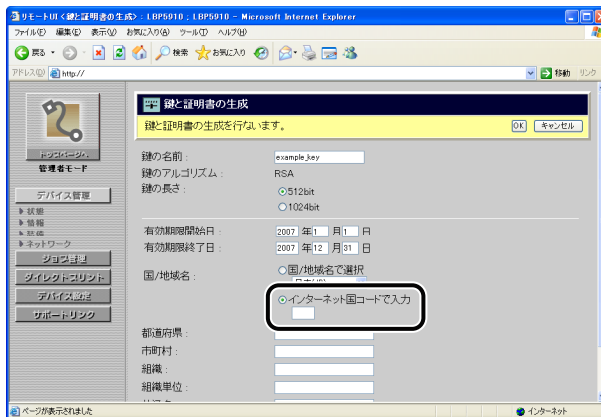 リモートUI <鍵と証明書の生成> : LBP5910 ; LBP5910 - Microsoft Internet Explorer
ファイル(F) 編集(E) 表示(V) お気に入り(A) ツール(T) ヘルプ(H)
戻る 検索 お気に入り
アドレス(D) http:// 移動 リンク
鍵と証明書の生成
鍵と証明書の生成を行ないます。 OK キャンセル
トップページへ
管理者モード
デバイス管理
状態
情報
ネットワーク
ジョブ管理
ダイレクトプリント
デバイス設定
サポートリンク
鍵の名前 : example_key
鍵のアルゴリズム : RSA
鍵の長さ : 512bit
1024bit
有効期限開始日 : 2007 年 1 月 1 日
有効期限終了日 : 2007 年 12 月 31 日
国/地域名 : 国/地域名で選択
インターネット国コードで入力
都道府県 :
市町村 :
組織 :
組織単位 :
ページが表示されました インターネット